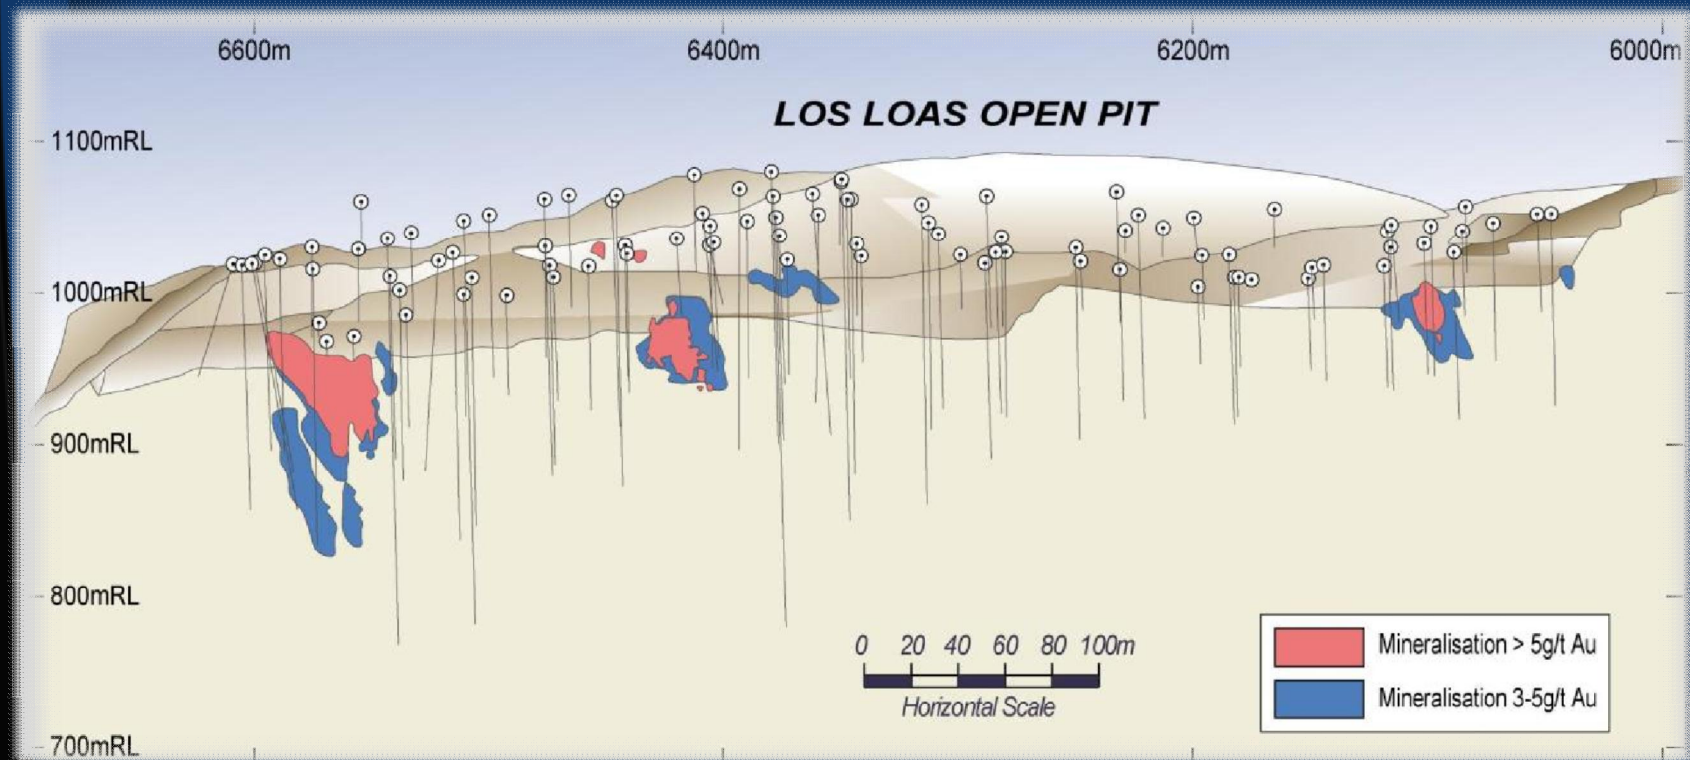 6600m 6400m 6200m 6000m
LOS LOAS OPEN PIT
1100mRL
1000mRL
900mRL
800mRL
700mRL
0 20 40 60 80 100m
Horizontal Scale
Mineralisation > 5g/t Au
Mineralisation 3-5g/t Au